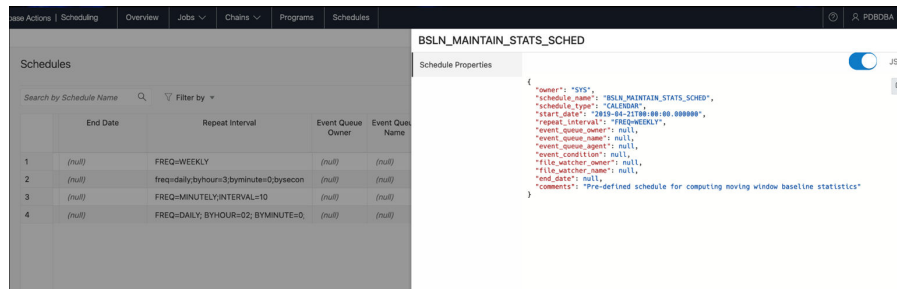 base Actions | Scheduling Overview Jobs Chains Programs Schedules PDBDBA
BSLN_MAINTAIN_STATS_SCHED
Schedules
Search by Schedule Name Filter by
End Date Repeat Interval Event Queue Owner Event Queu Name
1 (null) FREQ=WEEKLY (null) (null)
2 (null) freq=daily;byhour=3;byminute=0;bysecon (null) (null)
3 (null) FREQ=MINUTELY;INTERVAL=10 (null) (null)
4 (null) FREQ=DAILY; BYHOUR=02; BYMINUTE=0; (null) (null)
Schedule Properties
JS
{
"owner": "SYS",
"schedule_name": "BSLN_MAINTAIN_STATS_SCHED",
"schedule_type": "CALENDAR",
"start_date": "2019-04-21T00:00:00.000000",
"repeat_interval": "FREQ=WEEKLY",
"event_queue_owner": null,
"event_queue_name": null,
"event_queue_agent": null,
"event_condition": null,
"file_watcher_owner": null,
"file_watcher_name": null,
"end_date": null,
"comments": "Pre-defined schedule for computing moving window baseline statistics"
}